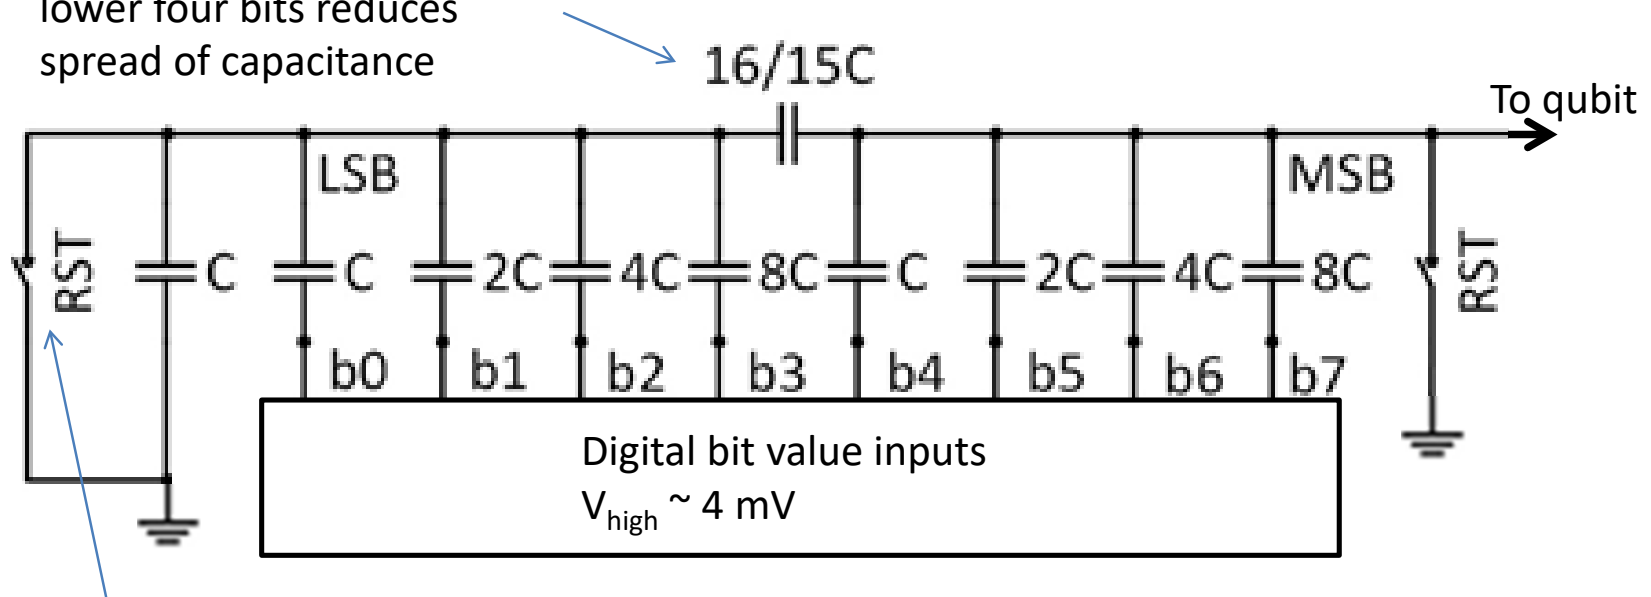 lower four bits reduces
spread of capacitance
16/15C
To qubit
LSB
MSB
RST
C
C
2C
4C
8C
C
2C
4C
8C
RST
b0
b1
b2
b3
b4
b5
b6
b7
Digital bit value inputs
Vhigh ~ 4 mV